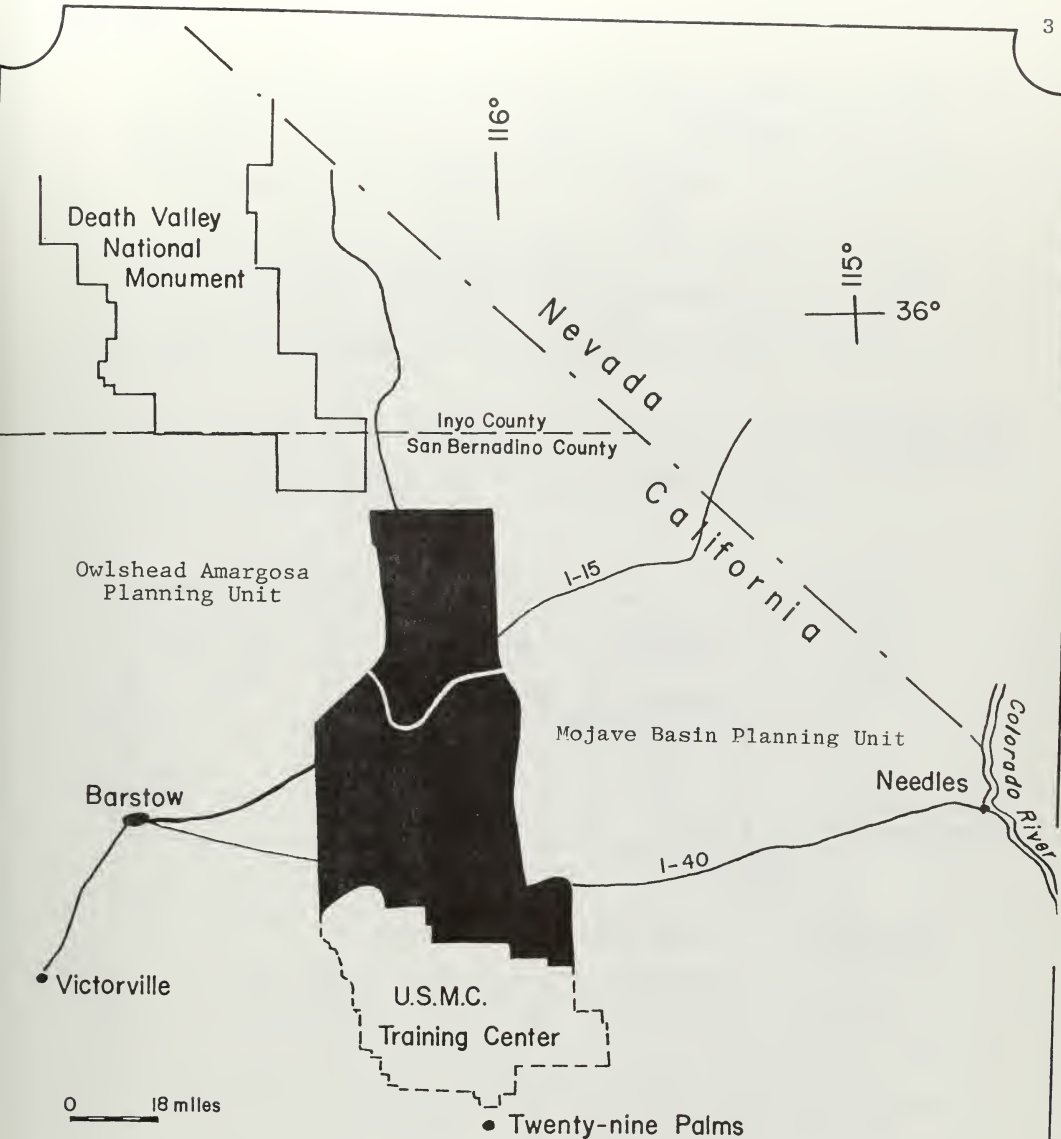 3
116°
Death Valley
National
Monument
115°
36°
Nevada
Inyo County
San Bernadino County
California
Owlshead Amargosa
Planning Unit
I-15
Mojave Basin Planning Unit
Colorado River
Needles
Barstow
I-40
Victorville
U.S.M.C.
Training Center
0 18 miles
Twenty-nine Palms